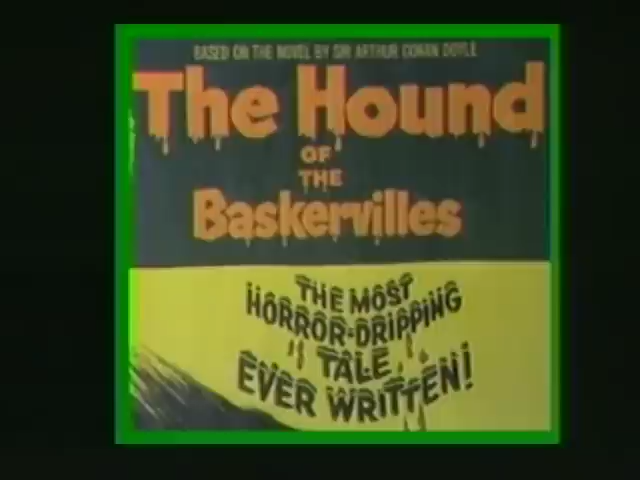 BASED ON THE NOVEL BY SIR ARTHUR CONAN DOYLE
The Hound
OF
THE
Baskervilles
THE MOST
HORROR-DRIPPING
TALE
EVER WRITTEN!